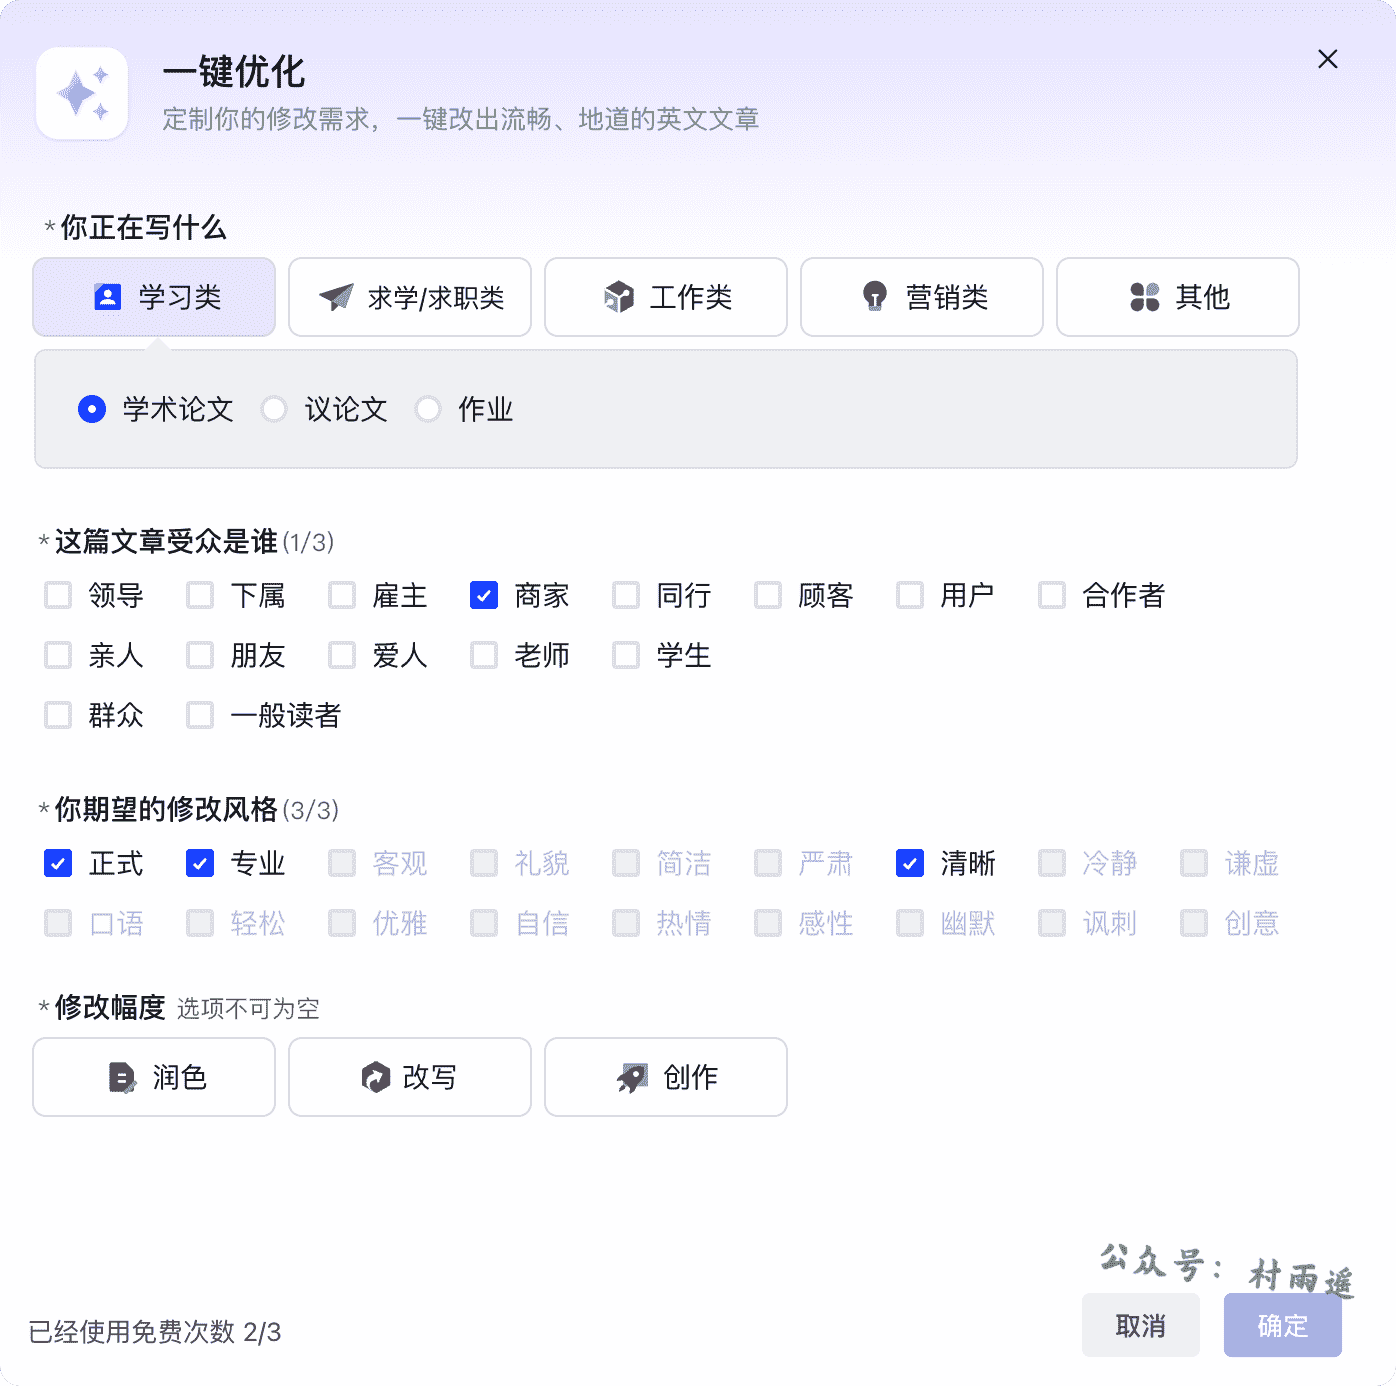 一键优化
定制你的修改需求，一键改出流畅、地道的英文文章
*你正在写什么
学习类 求学/求职类 工作类 营销类 其他
学术论文 议论文 作业
*这篇文章受众是谁(1/3)
领导 下属 雇主 商家 同行 顾客 用户 合作者
亲人 朋友 爱人 老师 学生
群众 一般读者
*你期望的修改风格(3/3)
正式 专业 客观 礼貌 简洁 严肃 清晰 冷静 谦虚
口语 轻松 优雅 自信 热情 感性 幽默 讽刺 创意
*修改幅度 选项不可为空
润色 改写 创作
公众号：村雨遥
已经使用免费次数 2/3
取消 确定